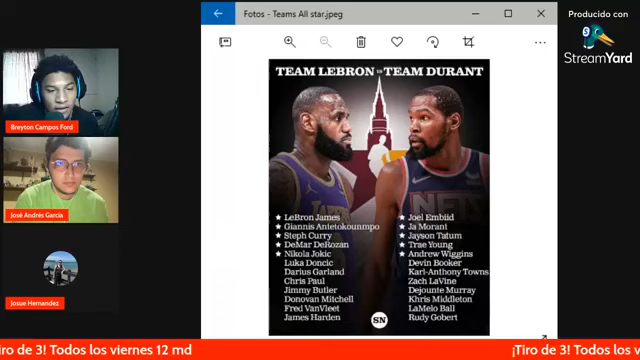 Fotos - Teams All star.jpeg
Producido con
StreamYard
TEAM LEBRON VS TEAM DURANT
Breyton Campos Ford
José Andrés García
Josue Hernandez
NETS
★ LeBron James
★ Giannis Antetokounmpo
★ Steph Curry
★ DeMar DeRozan
★ Nikola Jokic
Luka Doncic
Darius Garland
Chris Paul
Jimmy Butler
Donovan Mitchell
Fred VanVleet
James Harden
★ Joel Embiid
★ Ja Morant
★ Jayson Tatum
★ Trae Young
★ Andrew Wiggins
Devin Booker
Karl-Anthony Towns
Zach LaVine
Dejounte Murray
Khris Middleton
LaMelo Ball
Rudy Gobert
SN
iro de 3! Todos los viernes 12 md
¡Tiro de 3! Todos los v